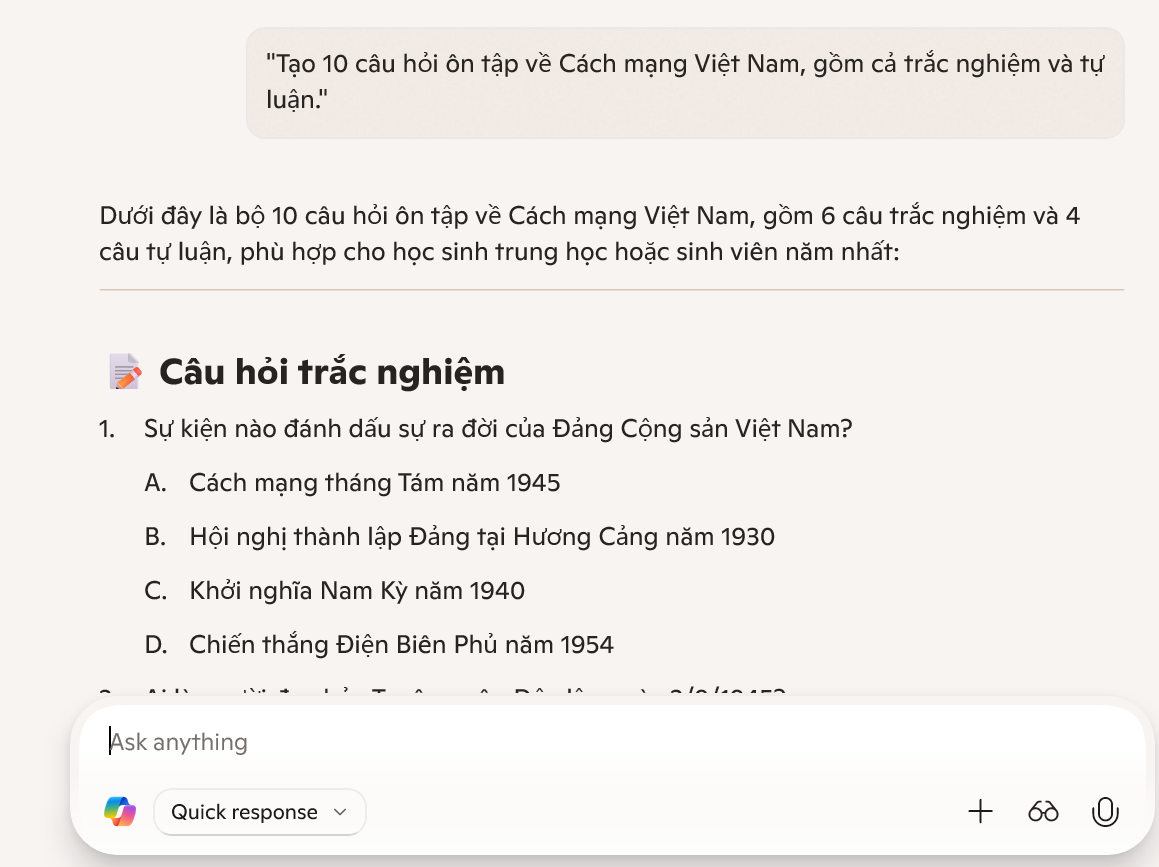 "Tạo 10 câu hỏi ôn tập về Cách mạng Việt Nam, gồm cả trắc nghiệm và tự
luận."
Dưới đây là bộ 10 câu hỏi ôn tập về Cách mạng Việt Nam, gồm 6 câu trắc nghiệm và 4
câu tự luận, phù hợp cho học sinh trung học hoặc sinh viên năm nhất:
Câu hỏi trắc nghiệm
1. Sự kiện nào đánh dấu sự ra đời của Đảng Cộng sản Việt Nam?
A. Cách mạng tháng Tám năm 1945
B. Hội nghị thành lập Đảng tại Hương Cảng năm 1930
C. Khởi nghĩa Nam Kỳ năm 1940
D. Chiến thắng Điện Biên Phủ năm 1954
Ask anything
Quick response